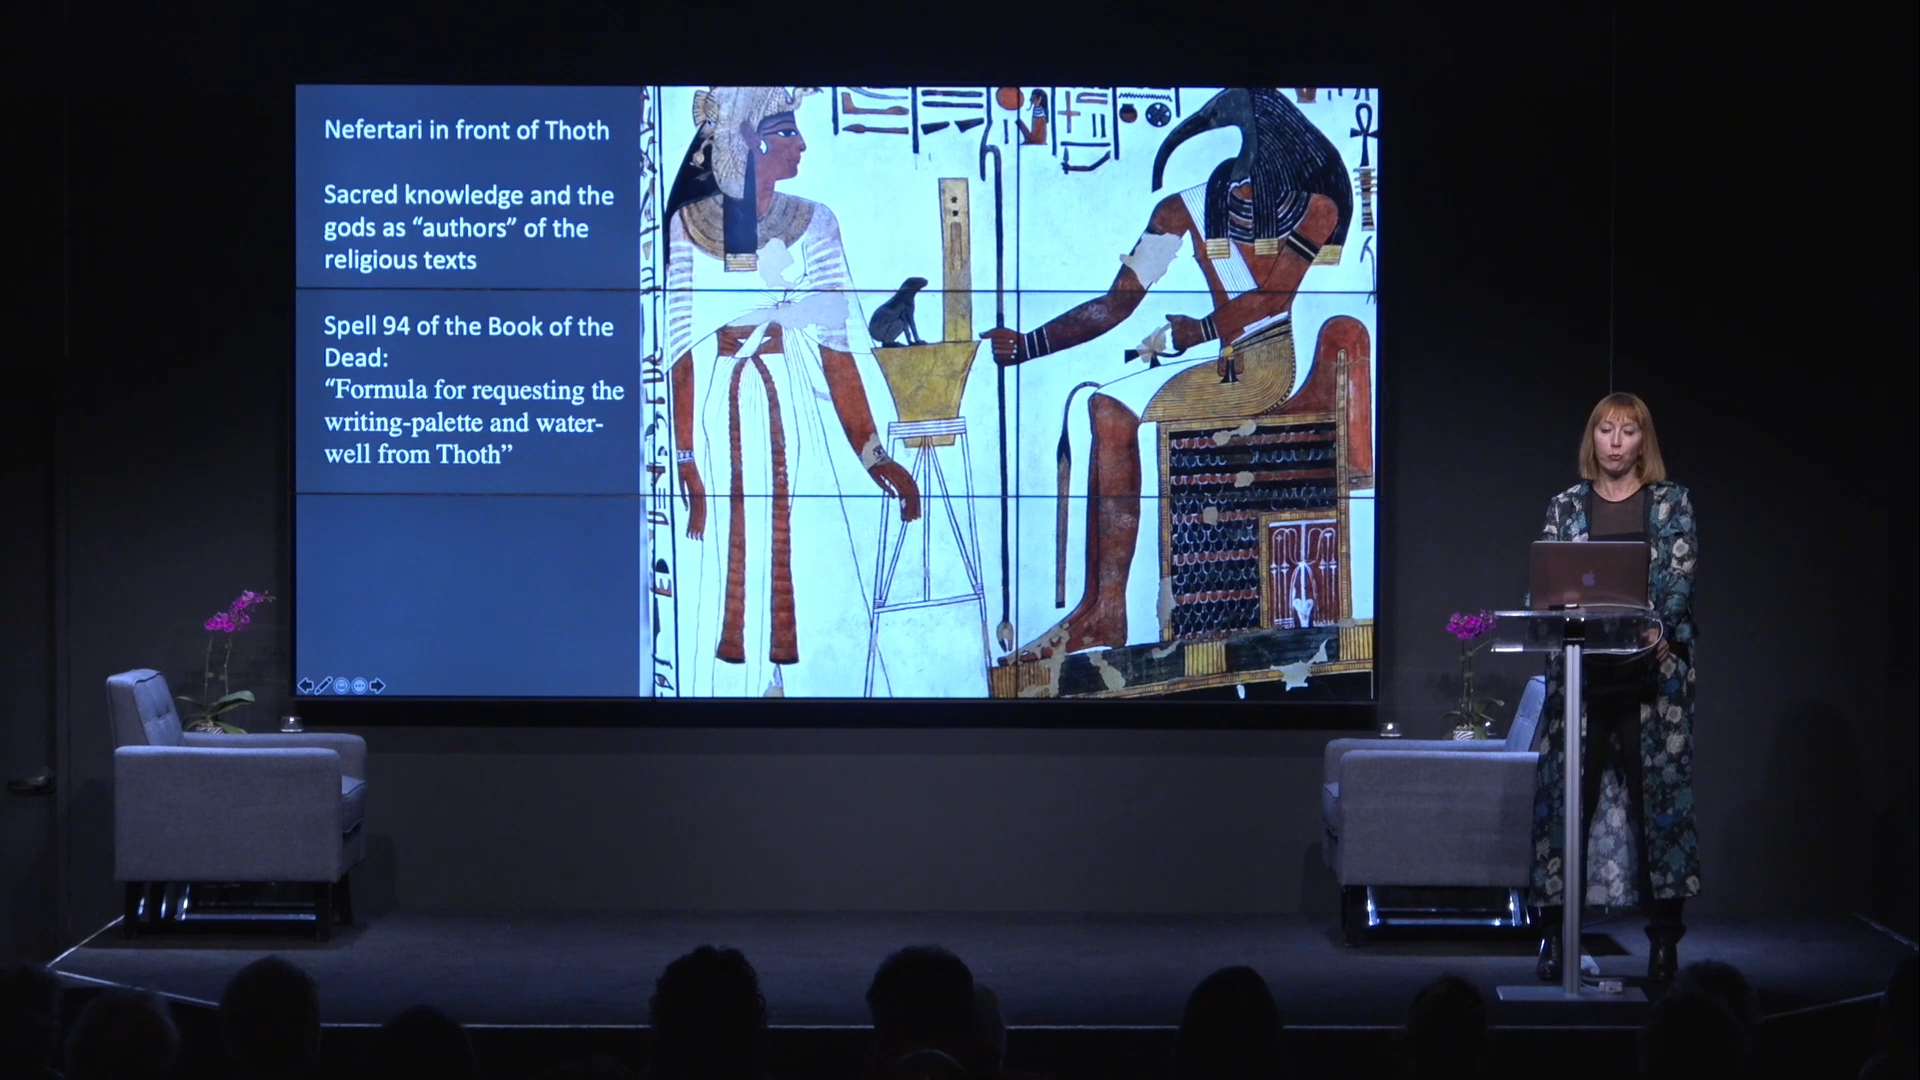 Nefertari in front of Thoth
Sacred knowledge and the
gods as “authors” of the
religious texts
Spell 94 of the Book of the
Dead:
“Formula for requesting the
writing-palette and water-
well from Thoth”